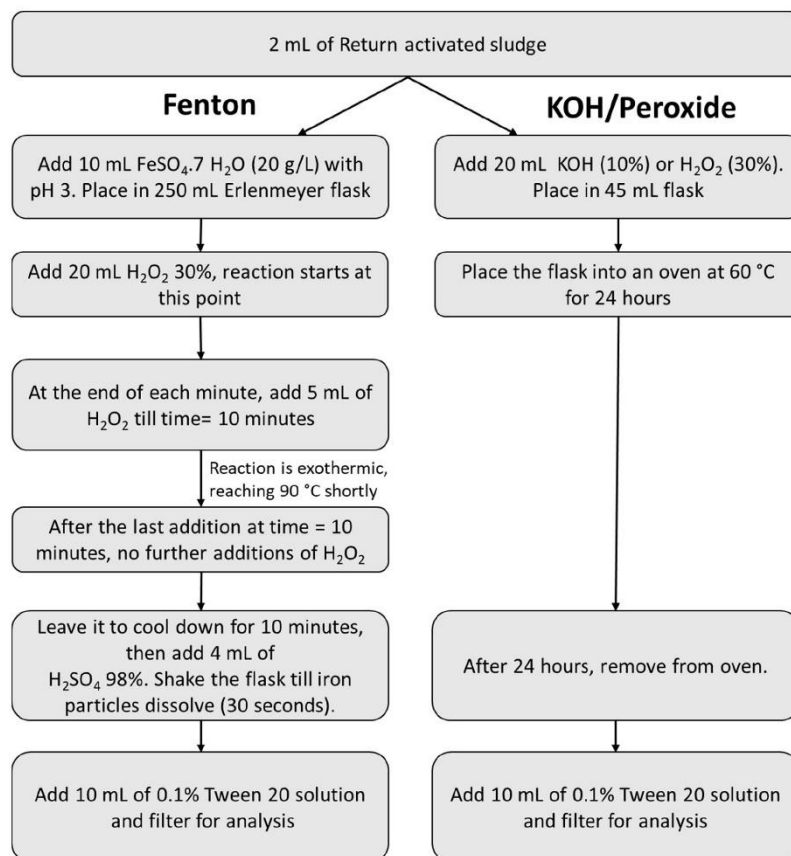 2 mL of Return activated sludge
Fenton
KOH/Peroxide
Add 10 mL FeSO₄.7 H₂O (20 g/L) with
pH 3. Place in 250 mL Erlenmeyer flask
Add 20 mL KOH (10%) or H₂O₂ (30%).
Place in 45 mL flask
Add 20 mL H₂O₂ 30%, reaction starts at
this point
Place the flask into an oven at 60 °C
for 24 hours
At the end of each minute, add 5 mL of
H₂O₂ till time= 10 minutes
Reaction is exothermic,
reaching 90 °C shortly
After the last addition at time = 10
minutes, no further additions of H₂O₂
Leave it to cool down for 10 minutes,
then add 4 mL of
H₂SO₄ 98%. Shake the flask till iron
particles dissolve (30 seconds).
After 24 hours, remove from oven.
Add 10 mL of 0.1% Tween 20 solution
and filter for analysis
Add 10 mL of 0.1% Tween 20 solution
and filter for analysis